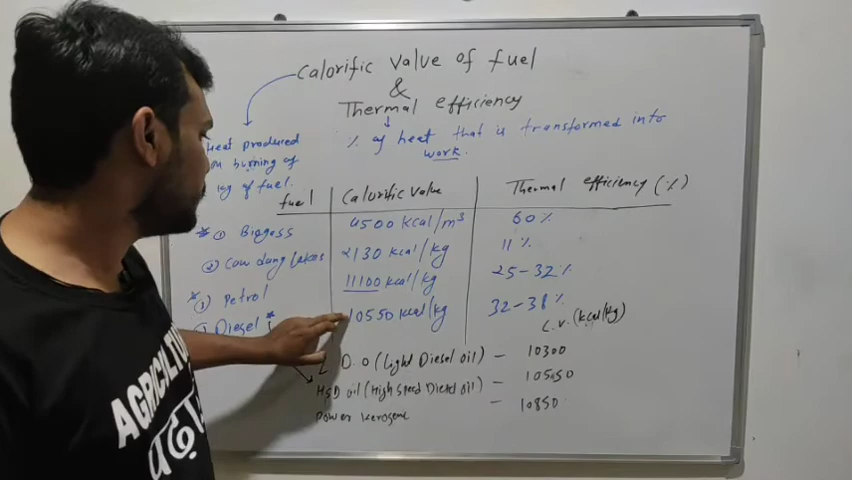 Calorific Value of fuel
&
Thermal efficiency
Heat produced
on burning of
1kg of fuel.
% of heat that is transformed into
work.
fuel | Calorific Value | Thermal efficiency (%)
* ① Biogass 4500 kcal/m³ 60%
② Cow dung Cakes 2130 kcal/kg 11%
* ③ Petrol 11100 kcal/kg 25-32%
Diesel * 10550 kcal/kg 32-38%
C.V. (kcal/kg)
L D.O (Light Diesel oil) - 10300
HSD oil (High Speed Diesel oil) - 10550
Power Kerosene - 10850
AGRICULTU
पढ